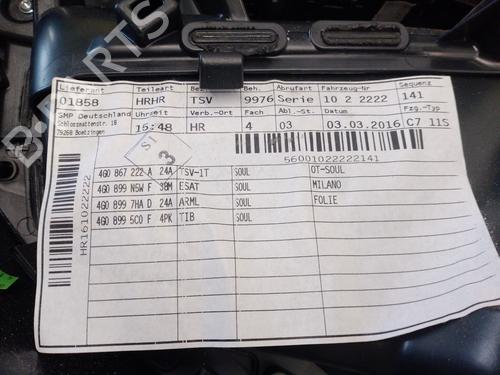 Lieferant Teileart Be Beh. Abrufart Fahrzeug-Nr Sequenz
01858 HRHR TSV 9976 Serie 10 2 2222 141
SMP Deutschland Uhrzeit Verb.-Ort Fach Abl.-St. Datum Fzg.-Typ
Schlossmattenstr. 18
79268 Boetzingen 15:48 HR 4 03 03.03.2016 C7 11S
ST 3
56001022222141
4G0 867 222 A 24A TSV-1T SOUL OT-SOUL
4G0 899 N5W F 38M ESAT SOUL MILANO
4G0 899 7HA D 24A ARML SOUL FOLIE
4G0 899 5C0 F 4PK TIB SOUL
HR1610222222